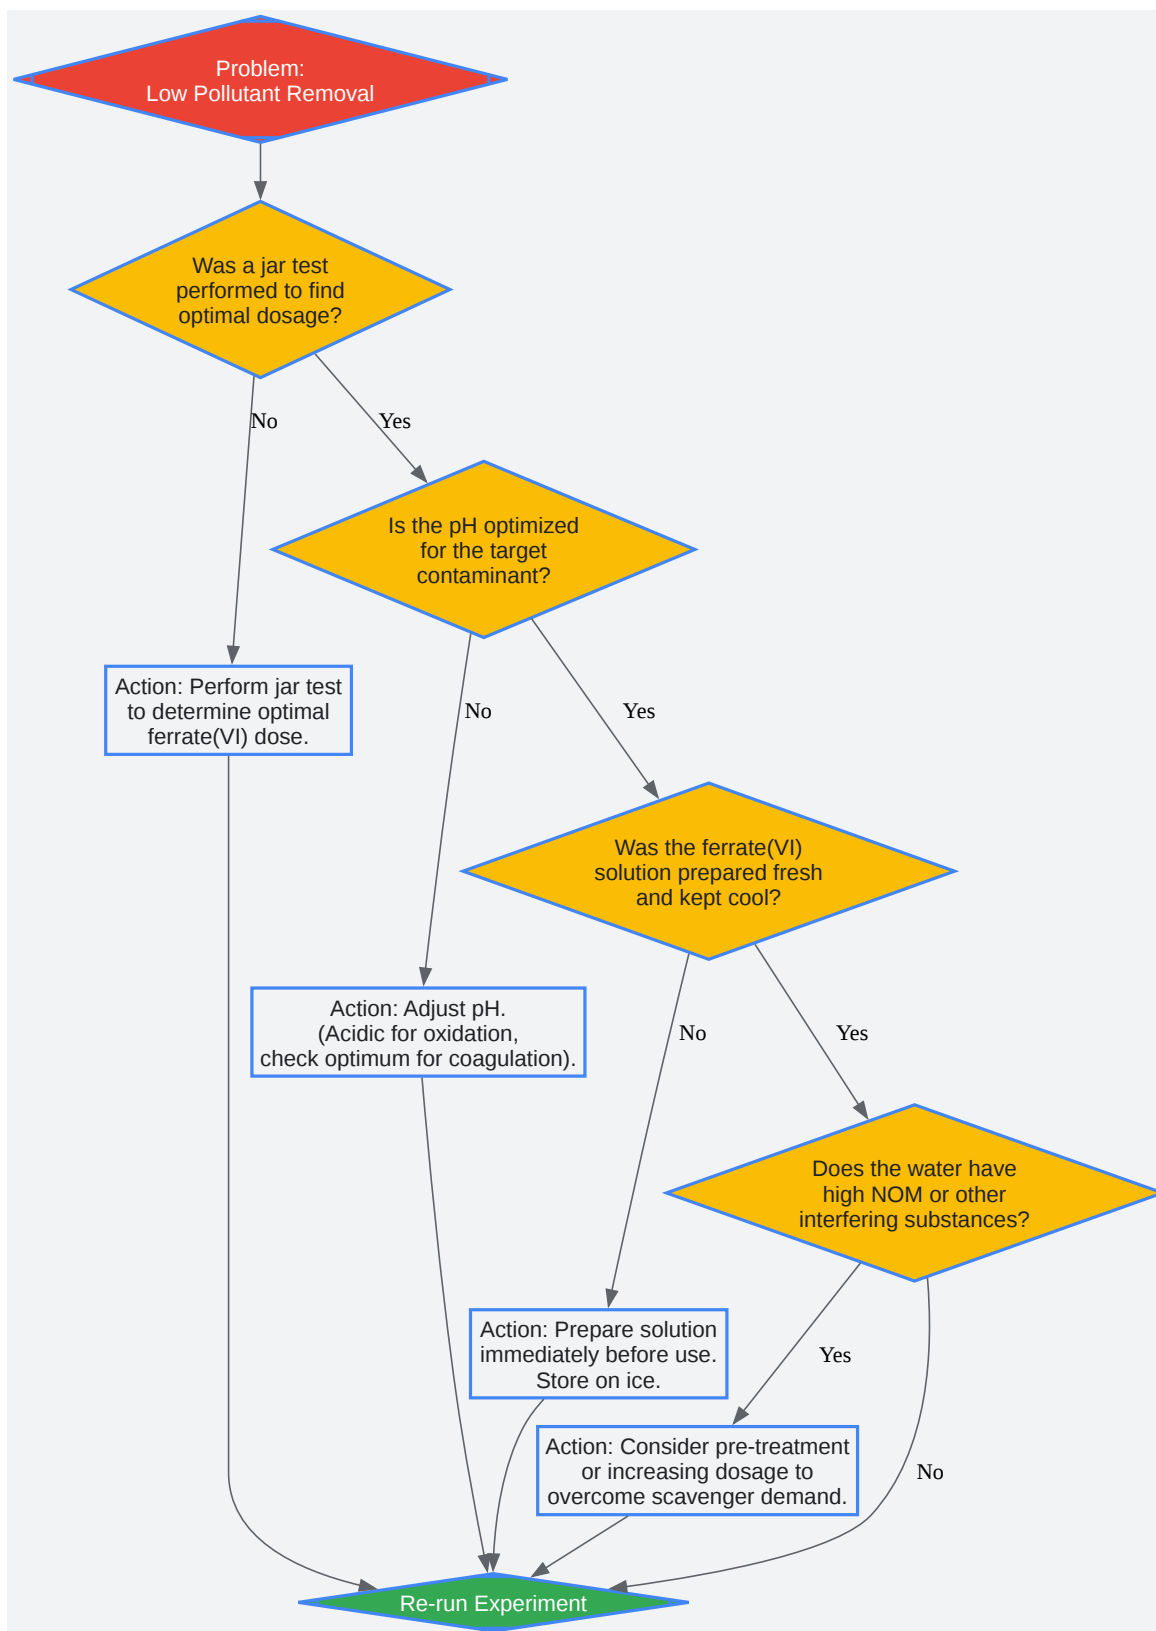 Problem:
Low Pollutant Removal
Was a jar test
performed to find
optimal dosage?
No
Yes
Is the pH optimized
for the target
contaminant?
Action: Perform jar test
to determine optimal
ferrate(VI) dose.
No
Yes
Was the ferrate(VI)
solution prepared fresh
and kept cool?
Action: Adjust pH.
(Acidic for oxidation,
check optimum for coagulation).
No
Yes
Does the water have
high NOM or other
interfering substances?
Action: Prepare solution
immediately before use.
Store on ice.
Yes
Action: Consider pre-treatment
or increasing dosage to
overcome scavenger demand.
No
Re-run Experiment